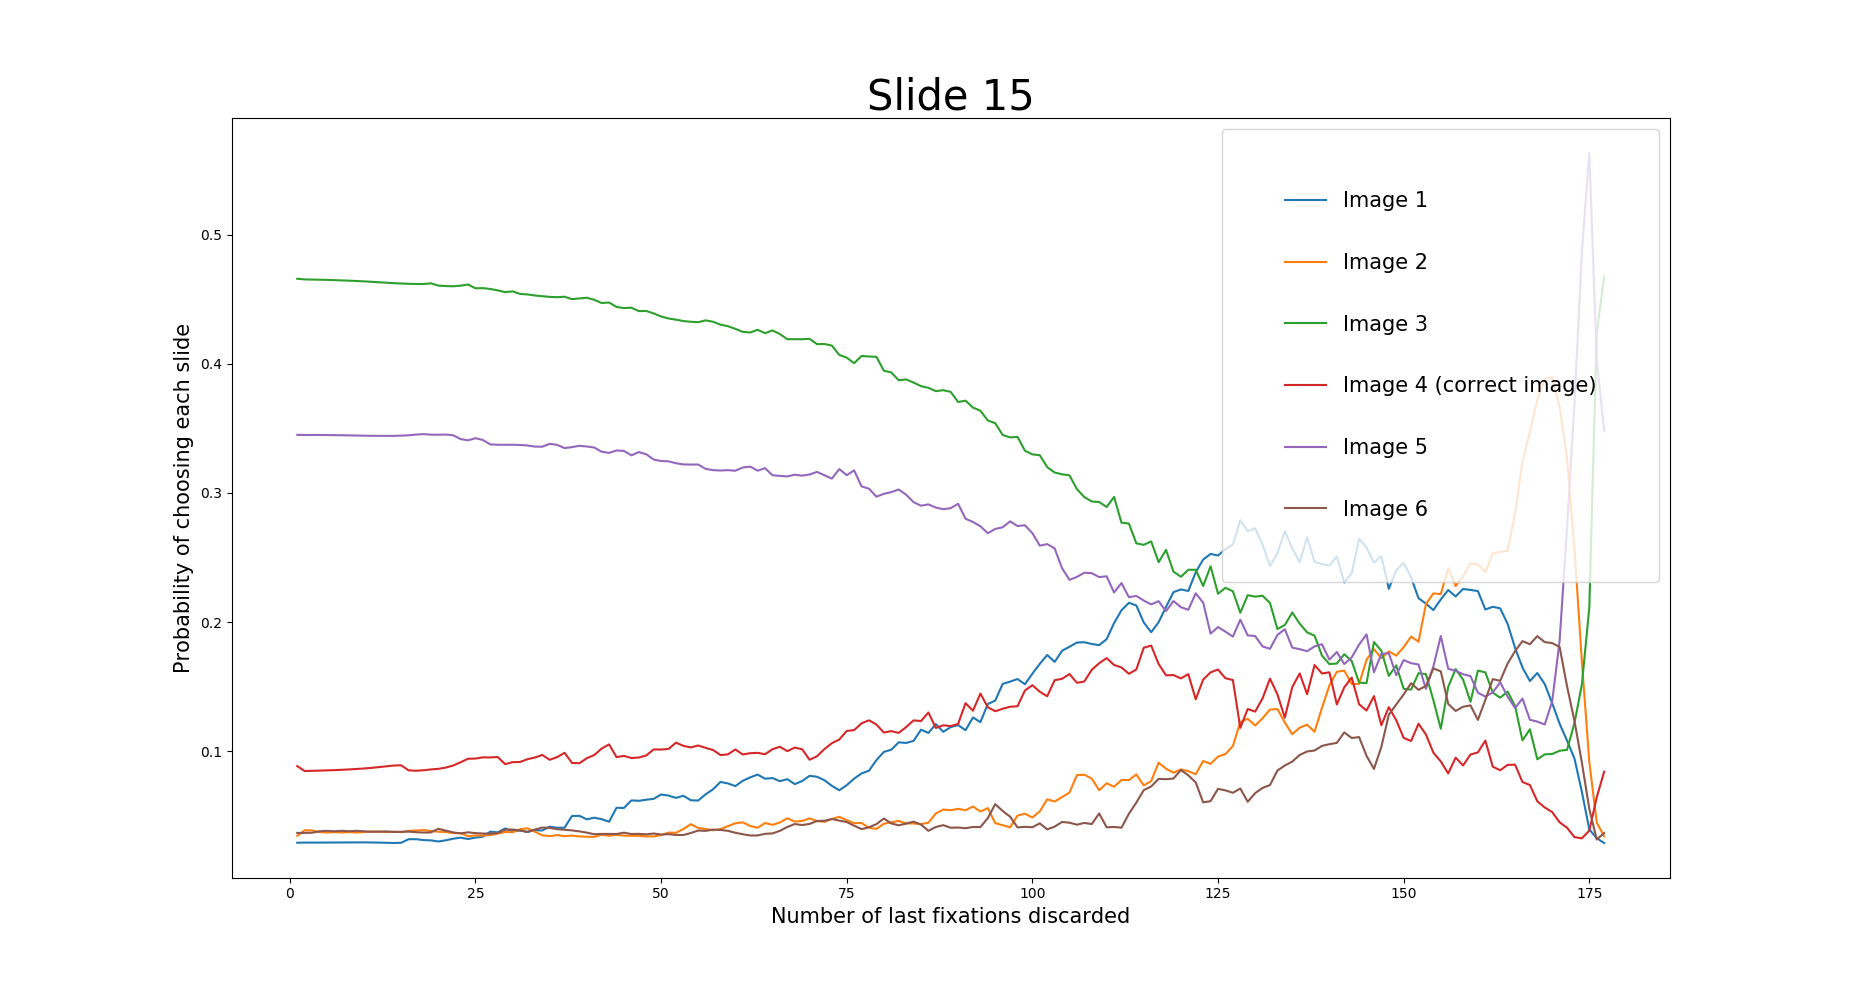 Slide 15
Probability of choosing each slide
0.5
0.4
0.3
0.2
0.1
Image 1
Image 2
Image 3
Image 4 (correct image)
Image 5
Image 6
0 25 50 75 100 125 150 175
Number of last fixations discarded